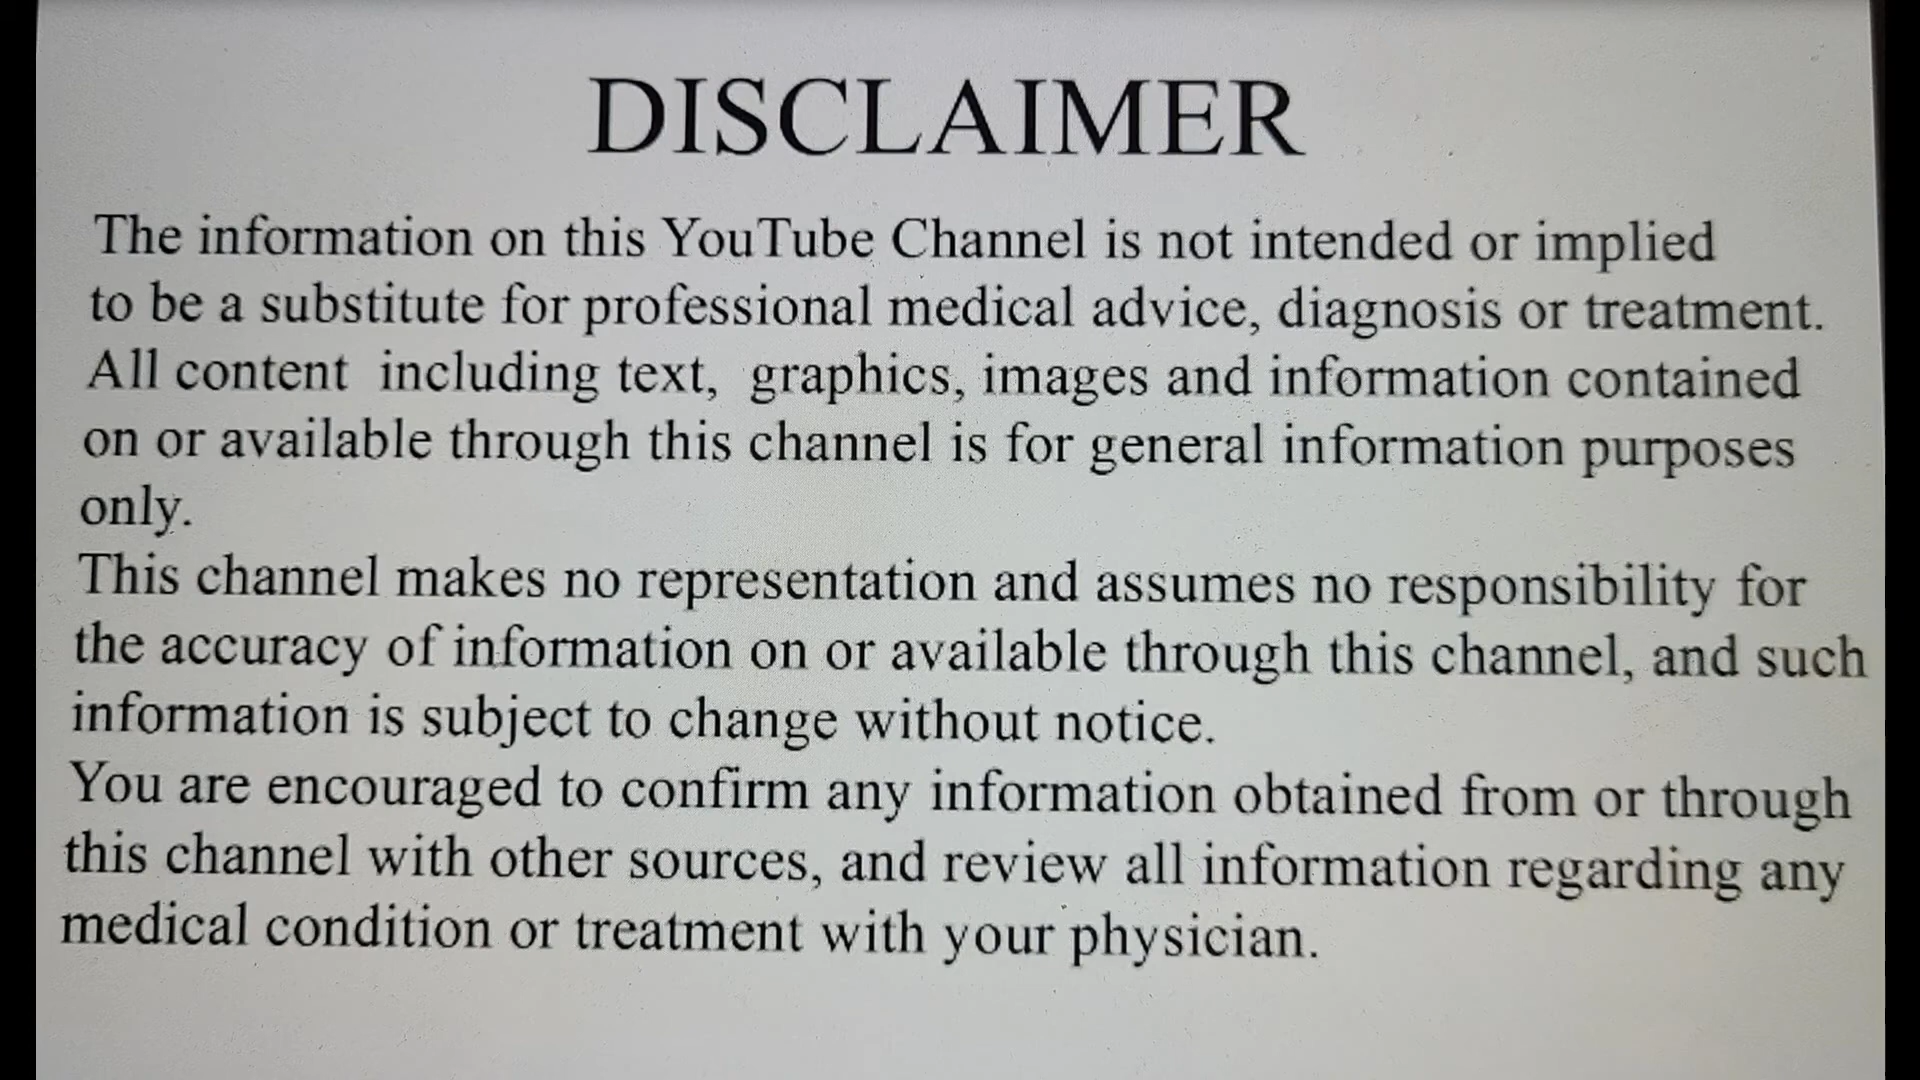 DISCLAIMER
The information on this YouTube Channel is not intended or implied
to be a substitute for professional medical advice, diagnosis or treatment.
All content including text, graphics, images and information contained
on or available through this channel is for general information purposes
only.
This channel makes no representation and assumes no responsibility for
the accuracy of information on or available through this channel, and such
information is subject to change without notice.
You are encouraged to confirm any information obtained from or through
this channel with other sources, and review all information regarding any
medical condition or treatment with your physician.